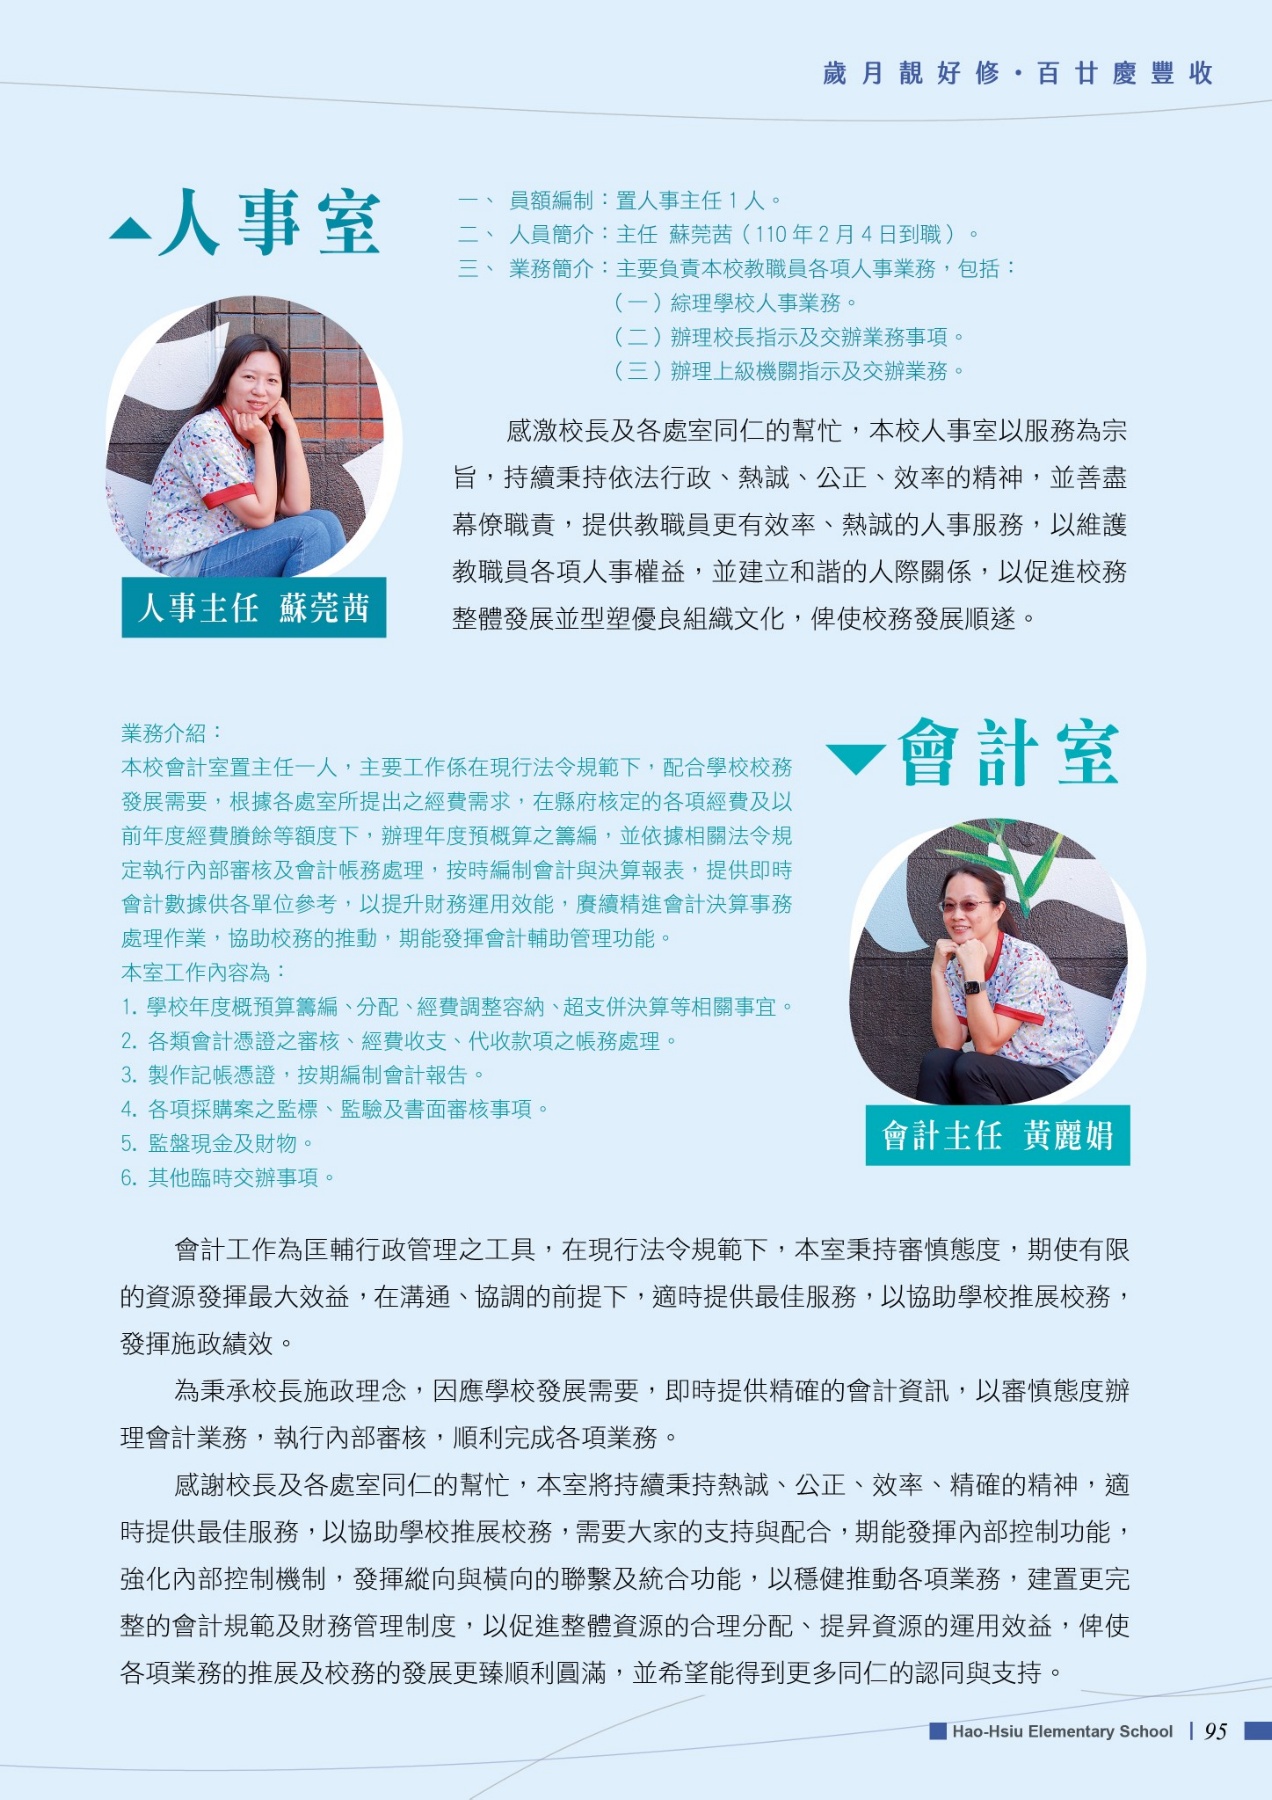 歲月靚好修・百廿慶豐收
人事室
一、 員額編制：置人事主任 1 人。
二、 人員簡介：主任 蘇莞茜（110 年 2 月 4 日到職）。
三、 業務簡介：主要負責本校教職員各項人事業務，包括：
（一）綜理學校人事業務。
（二）辦理校長指示及交辦業務事項。
（三）辦理上級機關指示及交辦業務。
人事主任 蘇莞茜
感激校長及各處室同仁的幫忙，本校人事室以服務為宗
旨，持續秉持依法行政、熱誠、公正、效率的精神，並善盡
幕僚職責，提供教職員更有效率、熱誠的人事服務，以維護
教職員各項人事權益，並建立和諧的人際關係，以促進校務
整體發展並型塑優良組織文化，俾使校務發展順遂。
會計室
業務介紹：
本校會計室置主任一人，主要工作係在現行法令規範下，配合學校校務
發展需要，根據各處室所提出之經費需求，在縣府核定的各項經費及以
前年度經費賸餘等額度下，辦理年度預概算之籌編，並依據相關法令規
定執行內部審核及會計帳務處理，按時編制會計與決算報表，提供即時
會計數據供各單位參考，以提升財務運用效能，賡續精進會計決算事務
處理作業，協助校務的推動，期能發揮會計輔助管理功能。
本室工作內容為：
1. 學校年度概預算籌編、分配、經費調整容納、超支併決算等相關事宜。
2. 各類會計憑證之審核、經費收支、代收款項之帳務處理。
3. 製作記帳憑證，按期編制會計報告。
4. 各項採購案之監標、監驗及書面審核事項。
5. 監盤現金及財物。
6. 其他臨時交辦事項。
會計主任 黃麗娟
會計工作為匡輔行政管理之工具，在現行法令規範下，本室秉持審慎態度，期使有限
的資源發揮最大效益，在溝通、協調的前提下，適時提供最佳服務，以協助學校推展校務，
發揮施政績效。
為秉承校長施政理念，因應學校發展需要，即時提供精確的會計資訊，以審慎態度辦
理會計業務，執行內部審核，順利完成各項業務。
感謝校長及各處室同仁的幫忙，本室將持續秉持熱誠、公正、效率、精確的精神，適
時提供最佳服務，以協助學校推展校務，需要大家的支持與配合，期能發揮內部控制功能，
強化內部控制機制，發揮縱向與橫向的聯繫及統合功能，以穩健推動各項業務，建置更完
整的會計規範及財務管理制度，以促進整體資源的合理分配、提昇資源的運用效益，俾使
各項業務的推展及校務的發展更臻順利圓滿，並希望能得到更多同仁的認同與支持。
Hao-Hsiu Elementary School | 95